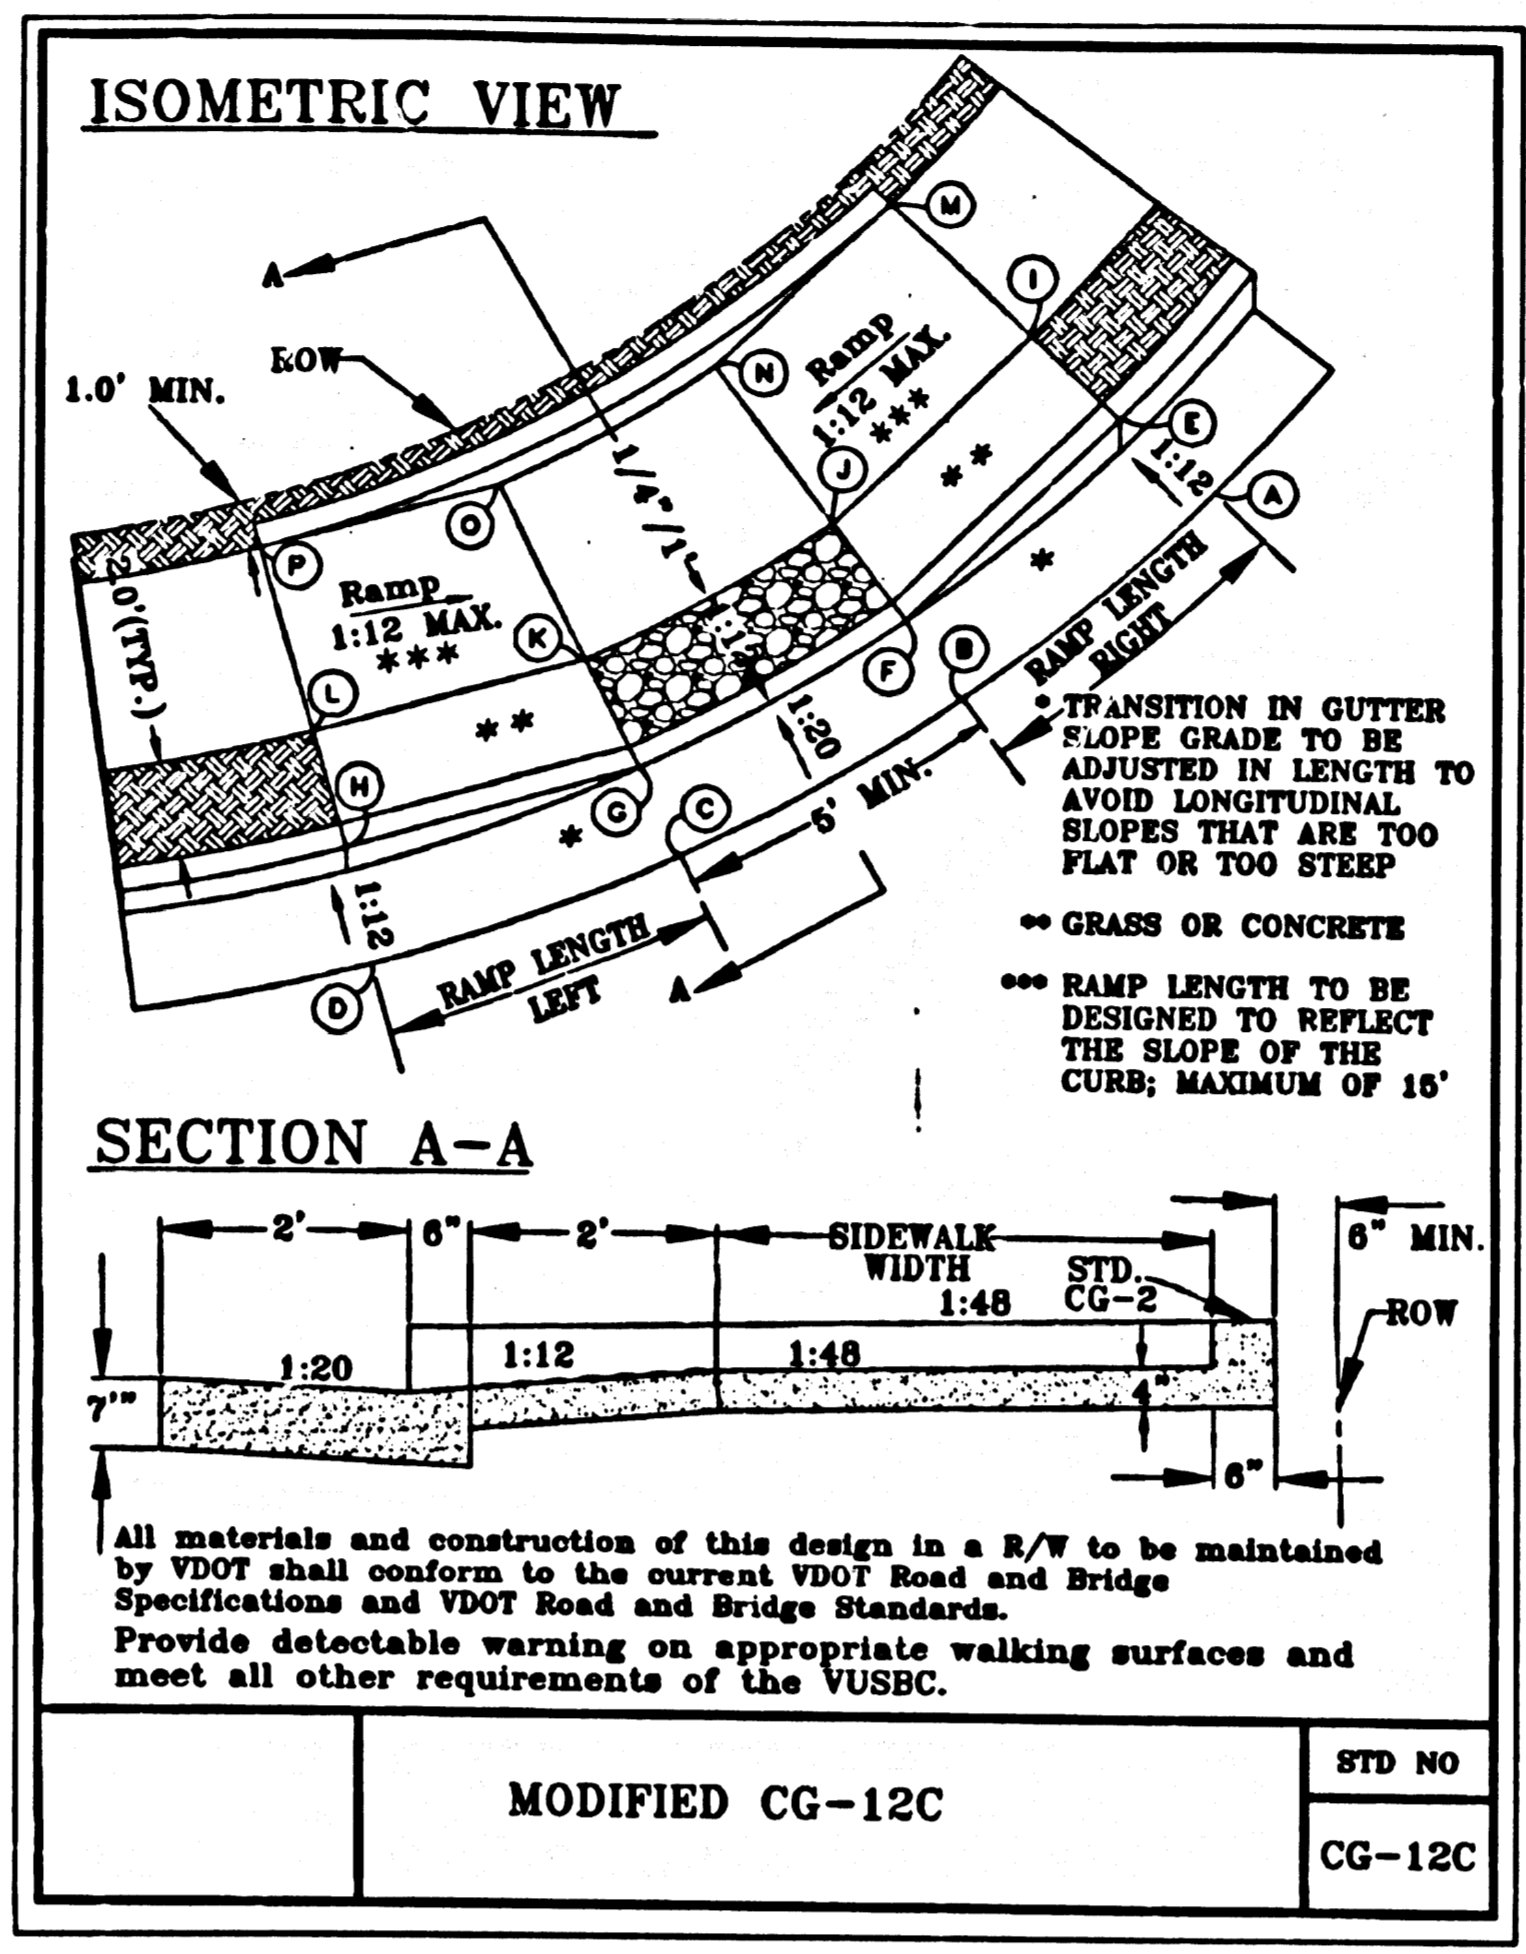 ISOMETRIC VIEW
A
ROW
1.0' MIN.
M
I
N
Ramp
1:12 MAX.
***
E
1:12
A
J
**
O
1/4"/1'
P
Ramp
1:12 MAX.
***
K
2.0'(TYP.)
L
1:12
*
F
B
RAMP LENGTH
RIGHT
**
H
G
C
1:20
5' MIN.
*
1:12
D
RAMP LENGTH
LEFT
A
* TRANSITION IN GUTTER
SLOPE GRADE TO BE
ADJUSTED IN LENGTH TO
AVOID LONGITUDINAL
SLOPES THAT ARE TOO
FLAT OR TOO STEEP
** GRASS OR CONCRETE
*** RAMP LENGTH TO BE
DESIGNED TO REFLECT
THE SLOPE OF THE
CURB; MAXIMUM OF 15'
SECTION A-A
2'
6"
2'
SIDEWALK
WIDTH
6" MIN.
STD.
CG-2
1:48
ROW
1:20
1:12
1:48
7'"
4"
6"
All materials and construction of this design in a R/W to be maintained
by VDOT shall conform to the current VDOT Road and Bridge
Specifications and VDOT Road and Bridge Standards.
Provide detectable warning on appropriate walking surfaces and
meet all other requirements of the VUSBC.
MODIFIED CG-12C
STD NO
CG-12C